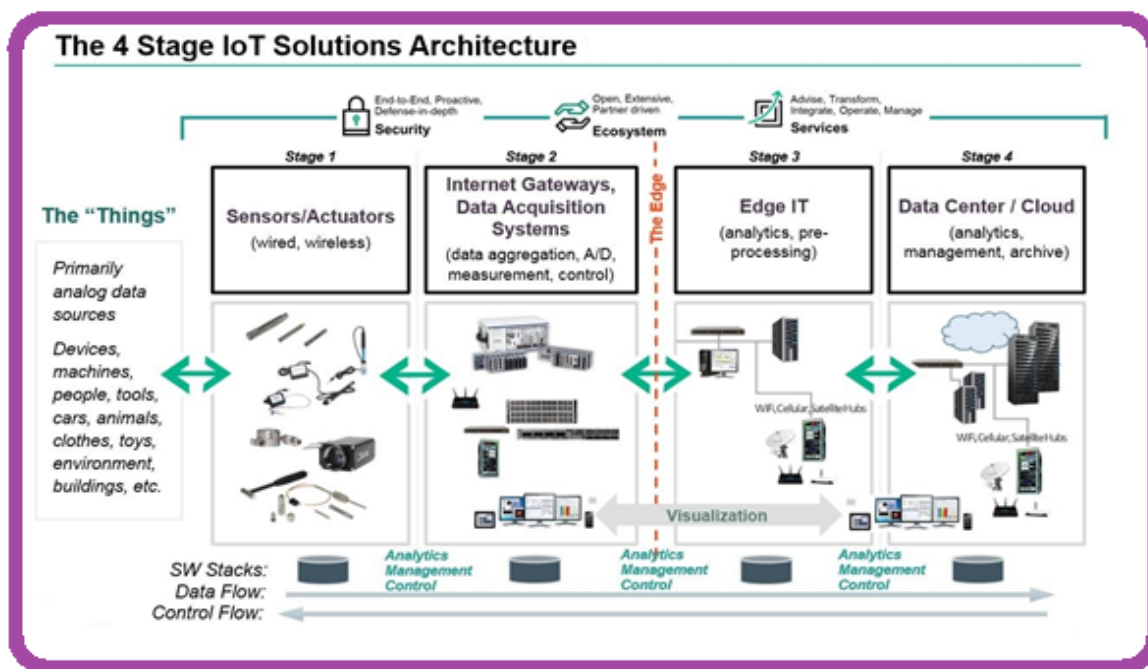 The 4 Stage IoT Solutions Architecture
End-to-End, Proactive,
Defense-in-depth
Security
Open, Extensive,
Partner driven
Ecosystem
Advise, Transform,
Integrate, Operate, Manage
Services
Stage 1
Stage 2
Stage 3
Stage 4
The "Things"
Primarily
analog data
sources
Devices,
machines,
people, tools,
cars, animals,
clothes, toys,
environment,
buildings, etc.
Sensors/Actuators
(wired, wireless)
Internet Gateways,
Data Acquisition
Systems
(data aggregation, A/D,
measurement, control)
The Edge
Edge IT
(analytics, pre-
processing)
Data Center / Cloud
(analytics,
management, archive)
WiFi, Cellular, Satellite Hubs
WiFi, Cellular, Satellite Hubs
Visualization
SW Stacks:
Analytics
Management
Control
Analytics
Management
Control
Analytics
Management
Control
Data Flow:
Control Flow: